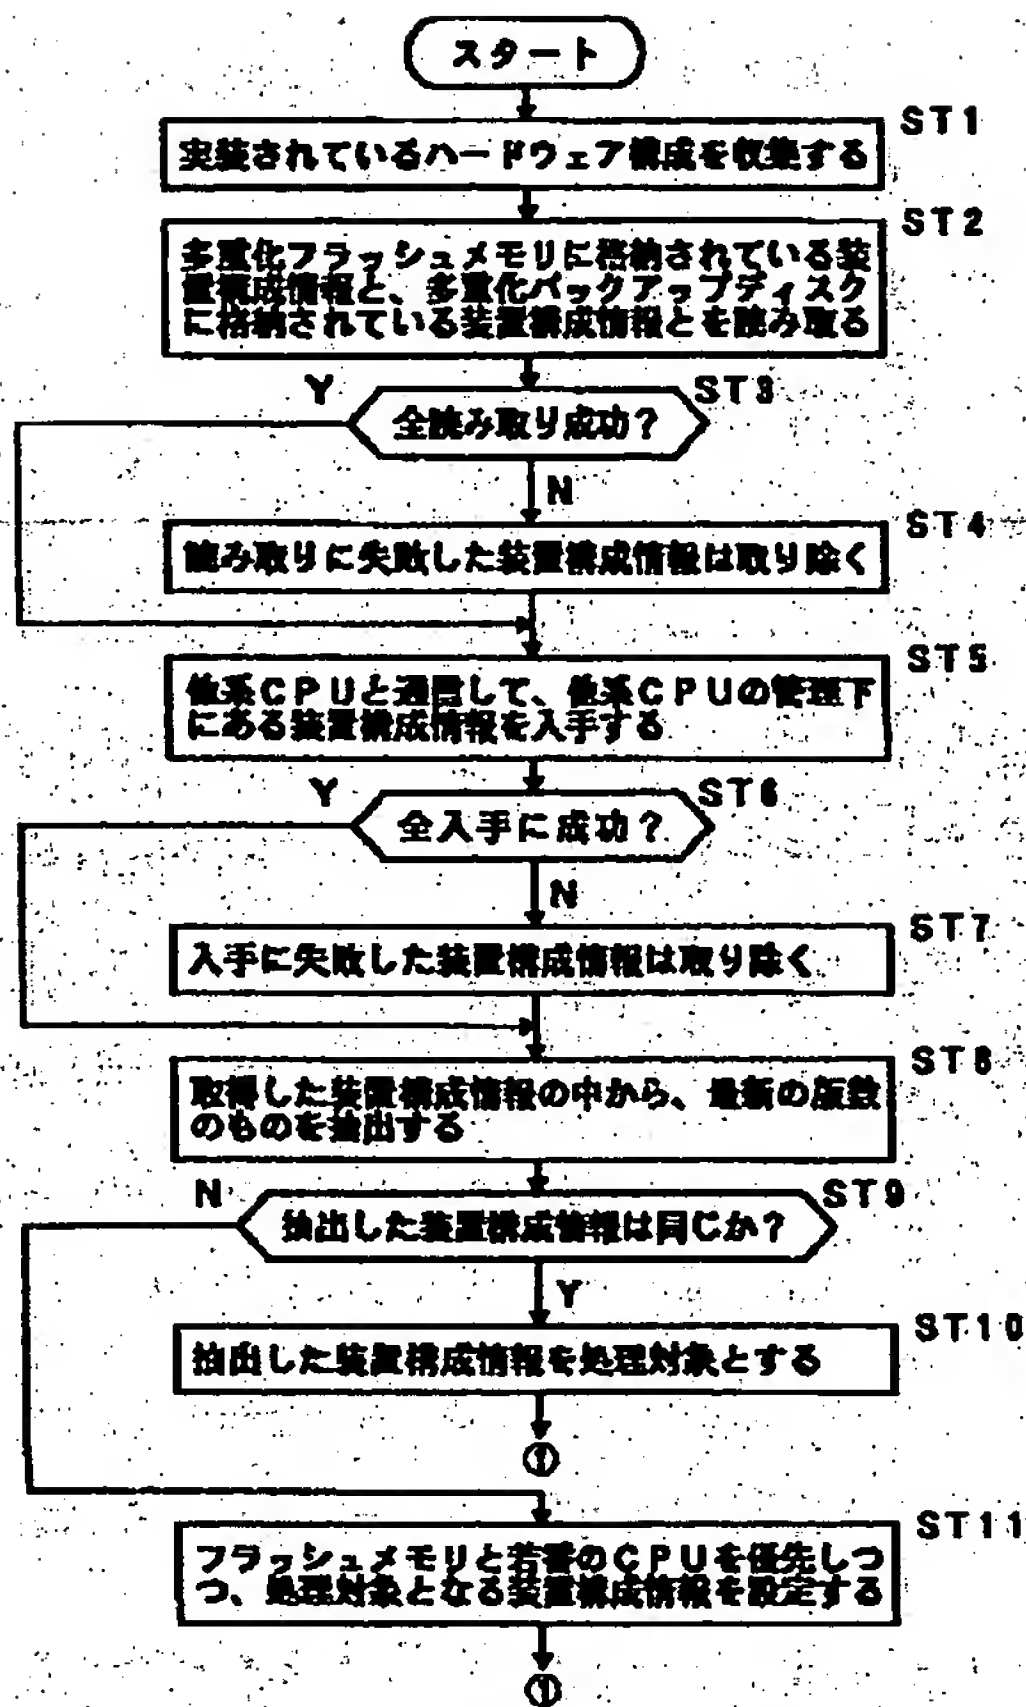 スタート
ST1
実装されているハードウェア構成を収集する
ST2
多重化フラッシュメモリに格納されている装
置構成情報と、多重化バックアップディスク
に格納されている装置構成情報とを読み取る
Y
ST3
全読み取り成功?
N
ST4
読み取りに失敗した装置構成情報は取り除く
ST5
他系CPUと通信して、他系CPUの管理下
にある装置構成情報を入手する
Y
ST6
全入手に成功?
N
ST7
入手に失敗した装置構成情報は取り除く
ST8
取得した装置構成情報の中から、最新の版数
のものを抽出する
N
ST9
抽出した装置構成情報は同じか?
Y
ST10
抽出した装置構成情報を処理対象とする
①
ST11
フラッシュメモリと若番のCPUを優先しつ
つ、処理対象となる装置構成情報を設定する
①